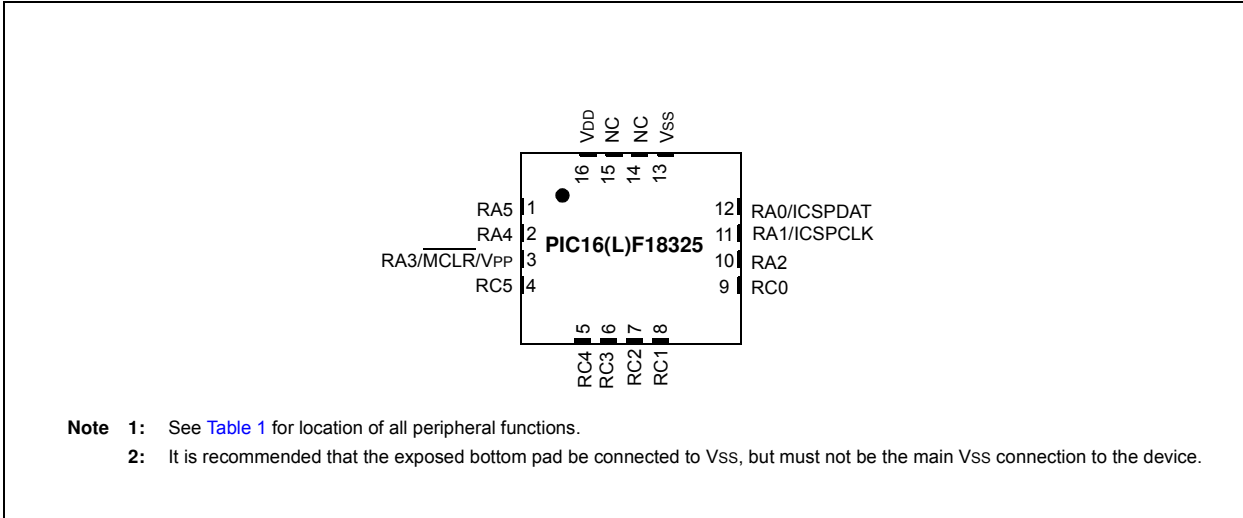 VDD NC NC VSS
16 15 14 13
RA5 1
RA4 2
RA3/MCLR/VPP 3
RC5 4
PIC16(L)F18325
12 RA0/ICSPDAT
11 RA1/ICSPCLK
10 RA2
9 RC0
5 6 7 8
RC4 RC3 RC2 RC1
Note 1: See Table 1 for location of all peripheral functions.
2: It is recommended that the exposed bottom pad be connected to VSS, but must not be the main VSS connection to the device.